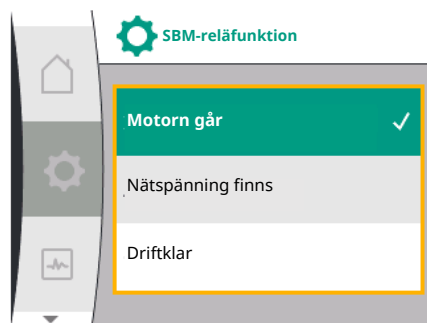 SBM-reläfunktion
Motorn går
Nätspänning finns
Driftklar